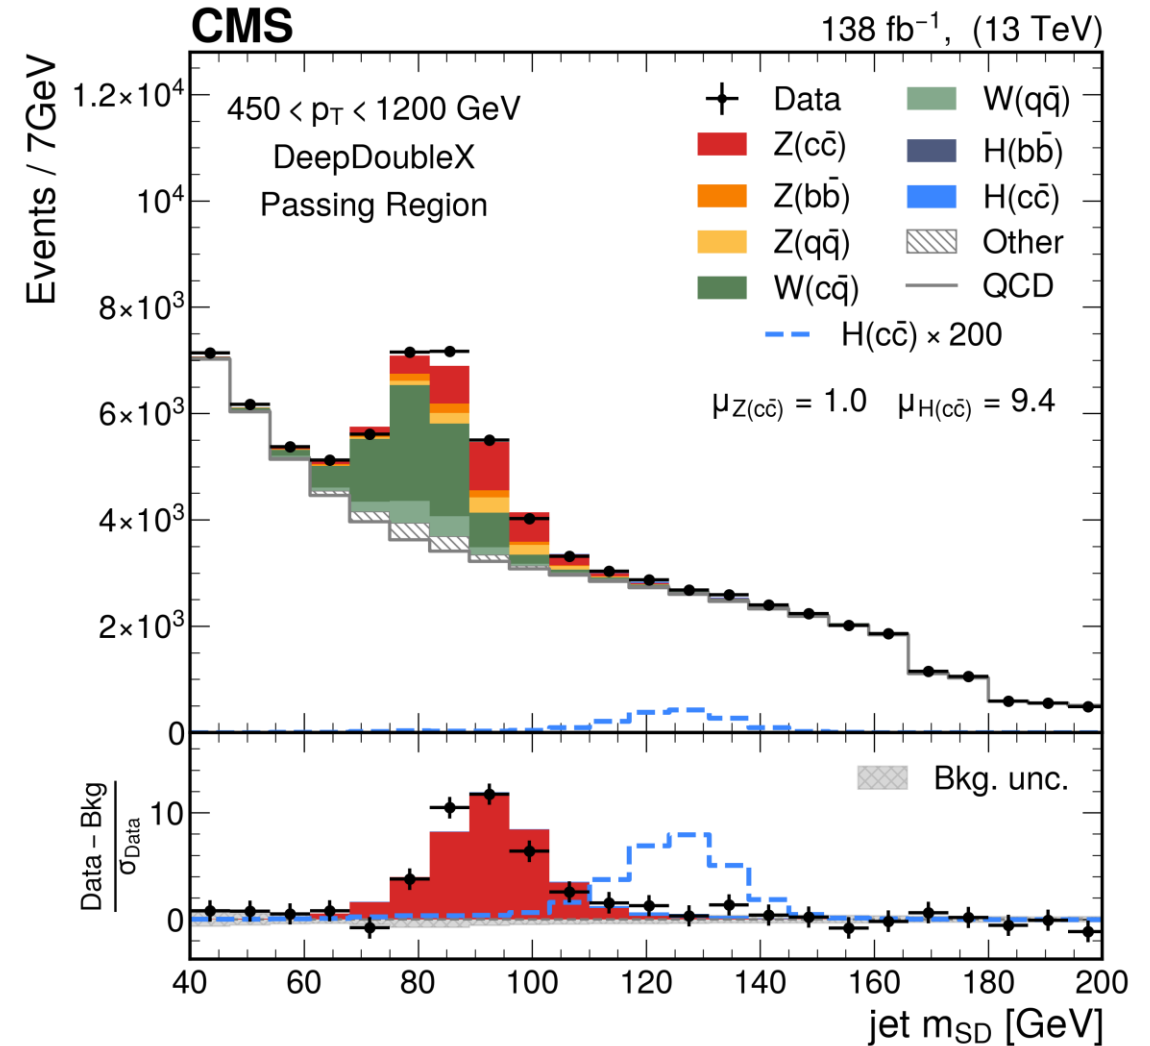 CMS 138 fb⁻¹, (13 TeV)
Events / 7GeV
1.2×10⁴
10⁴
8×10³
6×10³
4×10³
2×10³
0
450 < p_T < 1200 GeV
DeepDoubleX
Passing Region
Data
Z(cc̄)
Z(bb̄)
Z(qq̄)
W(cq̄)
W(qq̄)
H(bb̄)
H(cc̄)
Other
QCD
H(cc̄) × 200
μ_Z(cc̄) = 1.0 μ_H(cc̄) = 9.4
Data − Bkg
σ_Data
10
0
Bkg. unc.
40 60 80 100 120 140 160 180 200
jet m_SD [GeV]